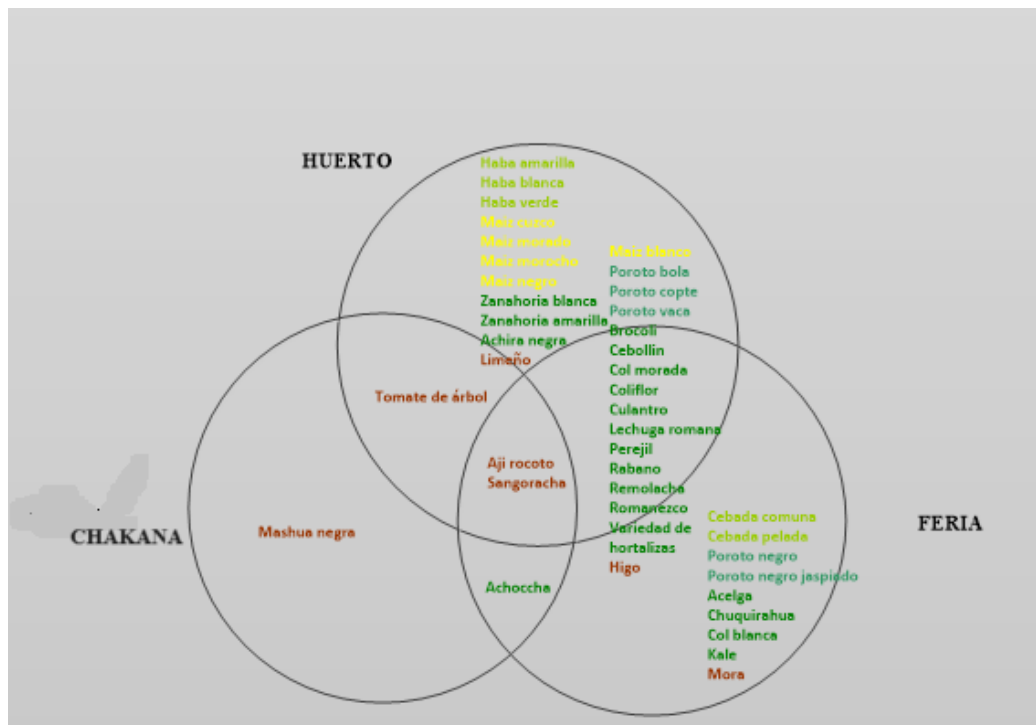 HUERTO
Haba amarilla
Haba blanca
Haba verde
Maiz cuzco
Maiz morado
Maiz morocho
Maiz negro
Zanahoria blanca
Zanahoria amarilla
Achira negra
Limeño
Maiz blanco
Poroto bola
Poroto copte
Poroto vaca
Brocoli
Cebollin
Col morada
Coliflor
Culantro
Lechuga romana
Perejil
Rabano
Remolacha
Romanezco
Variedad de
hortalizas
Higo
Tomate de árbol
Aji rocoto
Sangoracha
CHAKANA
Mashua negra
Achoccha
FERIA
Cebada comuna
Cebada pelada
Poroto negro
Poroto negro jaspiado
Acelga
Chuquirahua
Col blanca
Kale
Mora